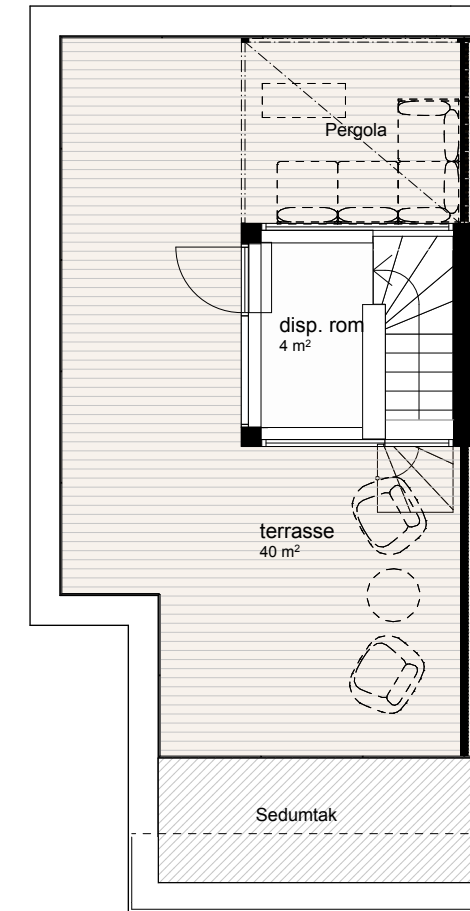 Pergola
disp. rom
4 m²
terrasse
40 m²
Sedumtak